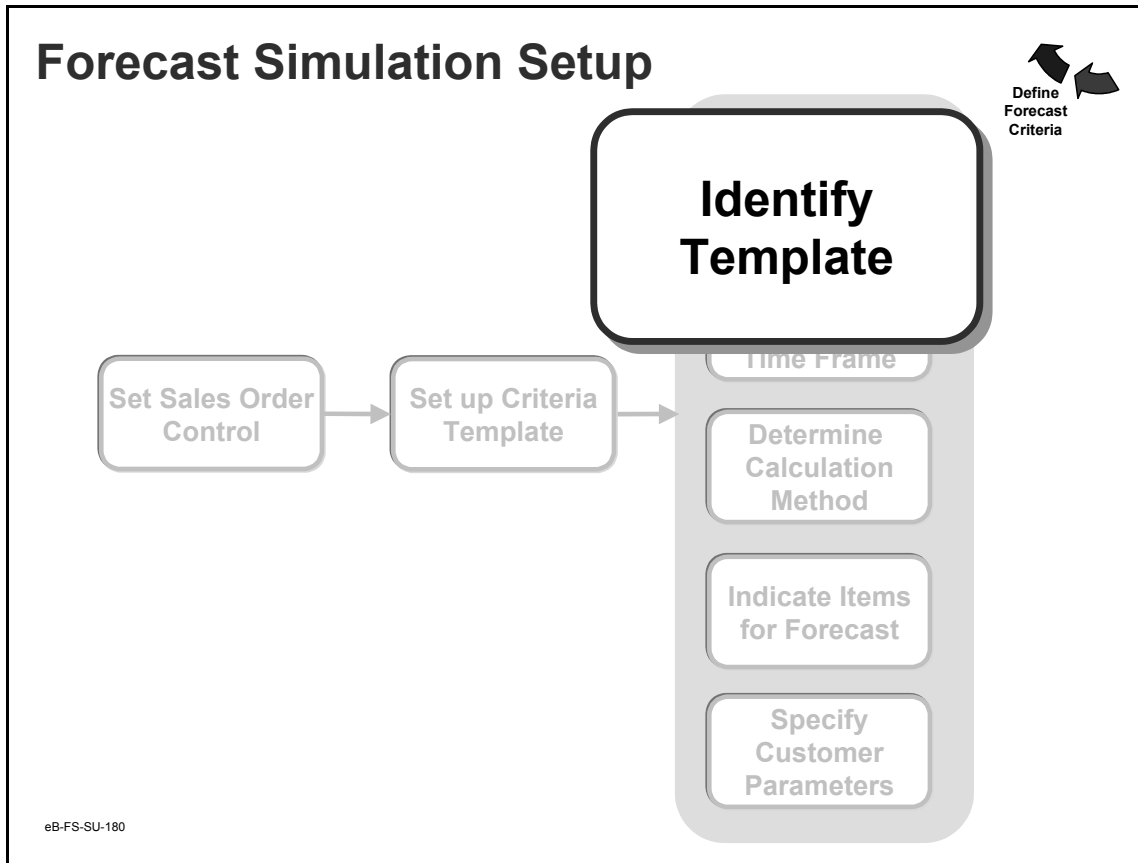 Forecast Simulation Setup
Define
Forecast
Criteria
Identify
Template
Set Sales Order
Control
Set up Criteria
Template
Time Frame
Determine
Calculation
Method
Indicate Items
for Forecast
Specify
Customer
Parameters
eB-FS-SU-180